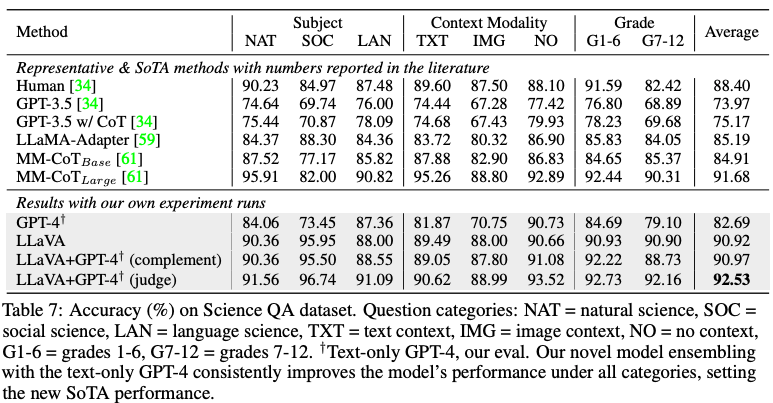 Method Subject Context Modality Grade Average
NAT SOC LAN TXT IMG NO G1-6 G7-12
Representative & SoTA methods with numbers reported in the literature
Human [34] 90.23 84.97 87.48 89.60 87.50 88.10 91.59 82.42 88.40
GPT-3.5 [34] 74.64 69.74 76.00 74.44 67.28 77.42 76.80 68.89 73.97
GPT-3.5 w/ CoT [34] 75.44 70.87 78.09 74.68 67.43 79.93 78.23 69.68 75.17
LLaMA-Adapter [59] 84.37 88.30 84.36 83.72 80.32 86.90 85.83 84.05 85.19
MM-CoT_Base [61] 87.52 77.17 85.82 87.88 82.90 86.83 84.65 85.37 84.91
MM-CoT_Large [61] 95.91 82.00 90.82 95.26 88.80 92.89 92.44 90.31 91.68
Results with our own experiment runs
GPT-4† 84.06 73.45 87.36 81.87 70.75 90.73 84.69 79.10 82.69
LLaVA 90.36 95.95 88.00 89.49 88.00 90.66 90.93 90.90 90.92
LLaVA+GPT-4† (complement) 90.36 95.50 88.55 89.05 87.80 91.08 92.22 88.73 90.97
LLaVA+GPT-4† (judge) 91.56 96.74 91.09 90.62 88.99 93.52 92.73 92.16 92.53
Table 7: Accuracy (%) on Science QA dataset. Question categories: NAT = natural science, SOC =
social science, LAN = language science, TXT = text context, IMG = image context, NO = no context,
G1-6 = grades 1-6, G7-12 = grades 7-12. †Text-only GPT-4, our eval. Our novel model ensembling
with the text-only GPT-4 consistently improves the model's performance under all categories, setting
the new SoTA performance.